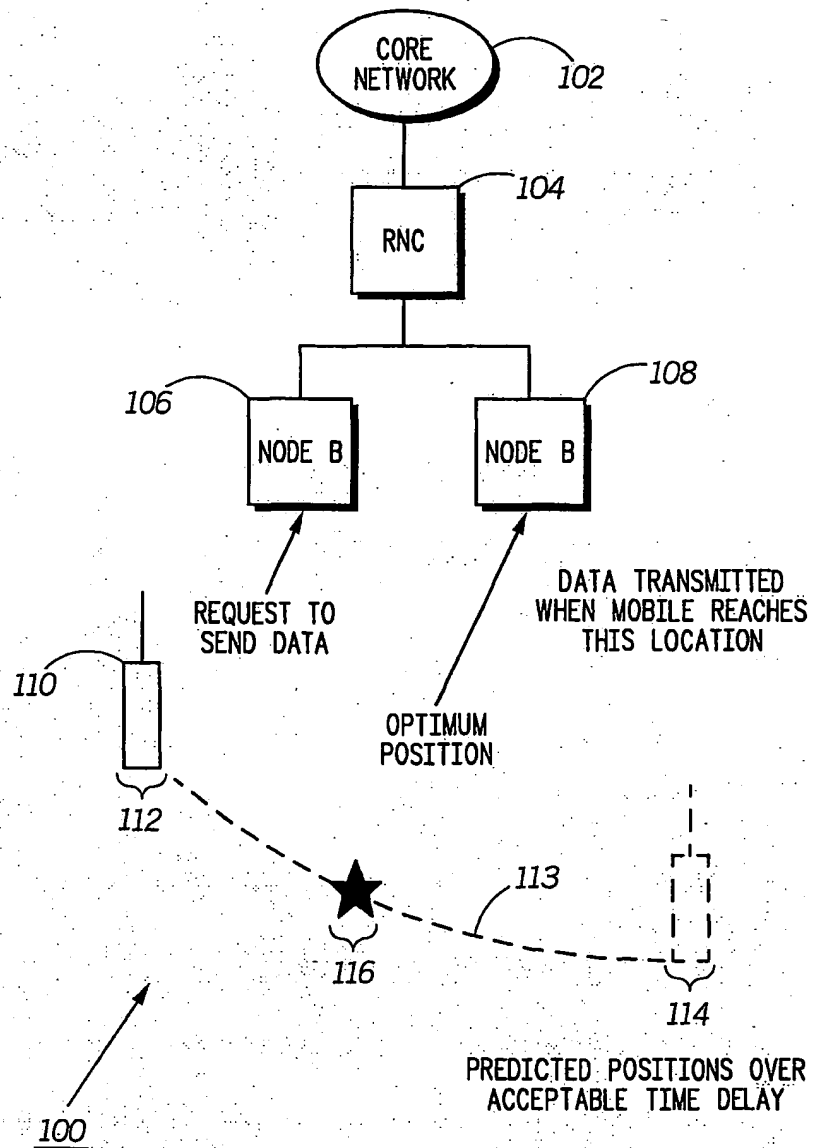 CORE
NETWORK
102
104
RNC
106
108
NODE B
NODE B
REQUEST TO
SEND DATA
DATA TRANSMITTED
WHEN MOBILE REACHES
THIS LOCATION
110
OPTIMUM
POSITION
112
113
116
114
PREDICTED POSITIONS OVER
ACCEPTABLE TIME DELAY
100